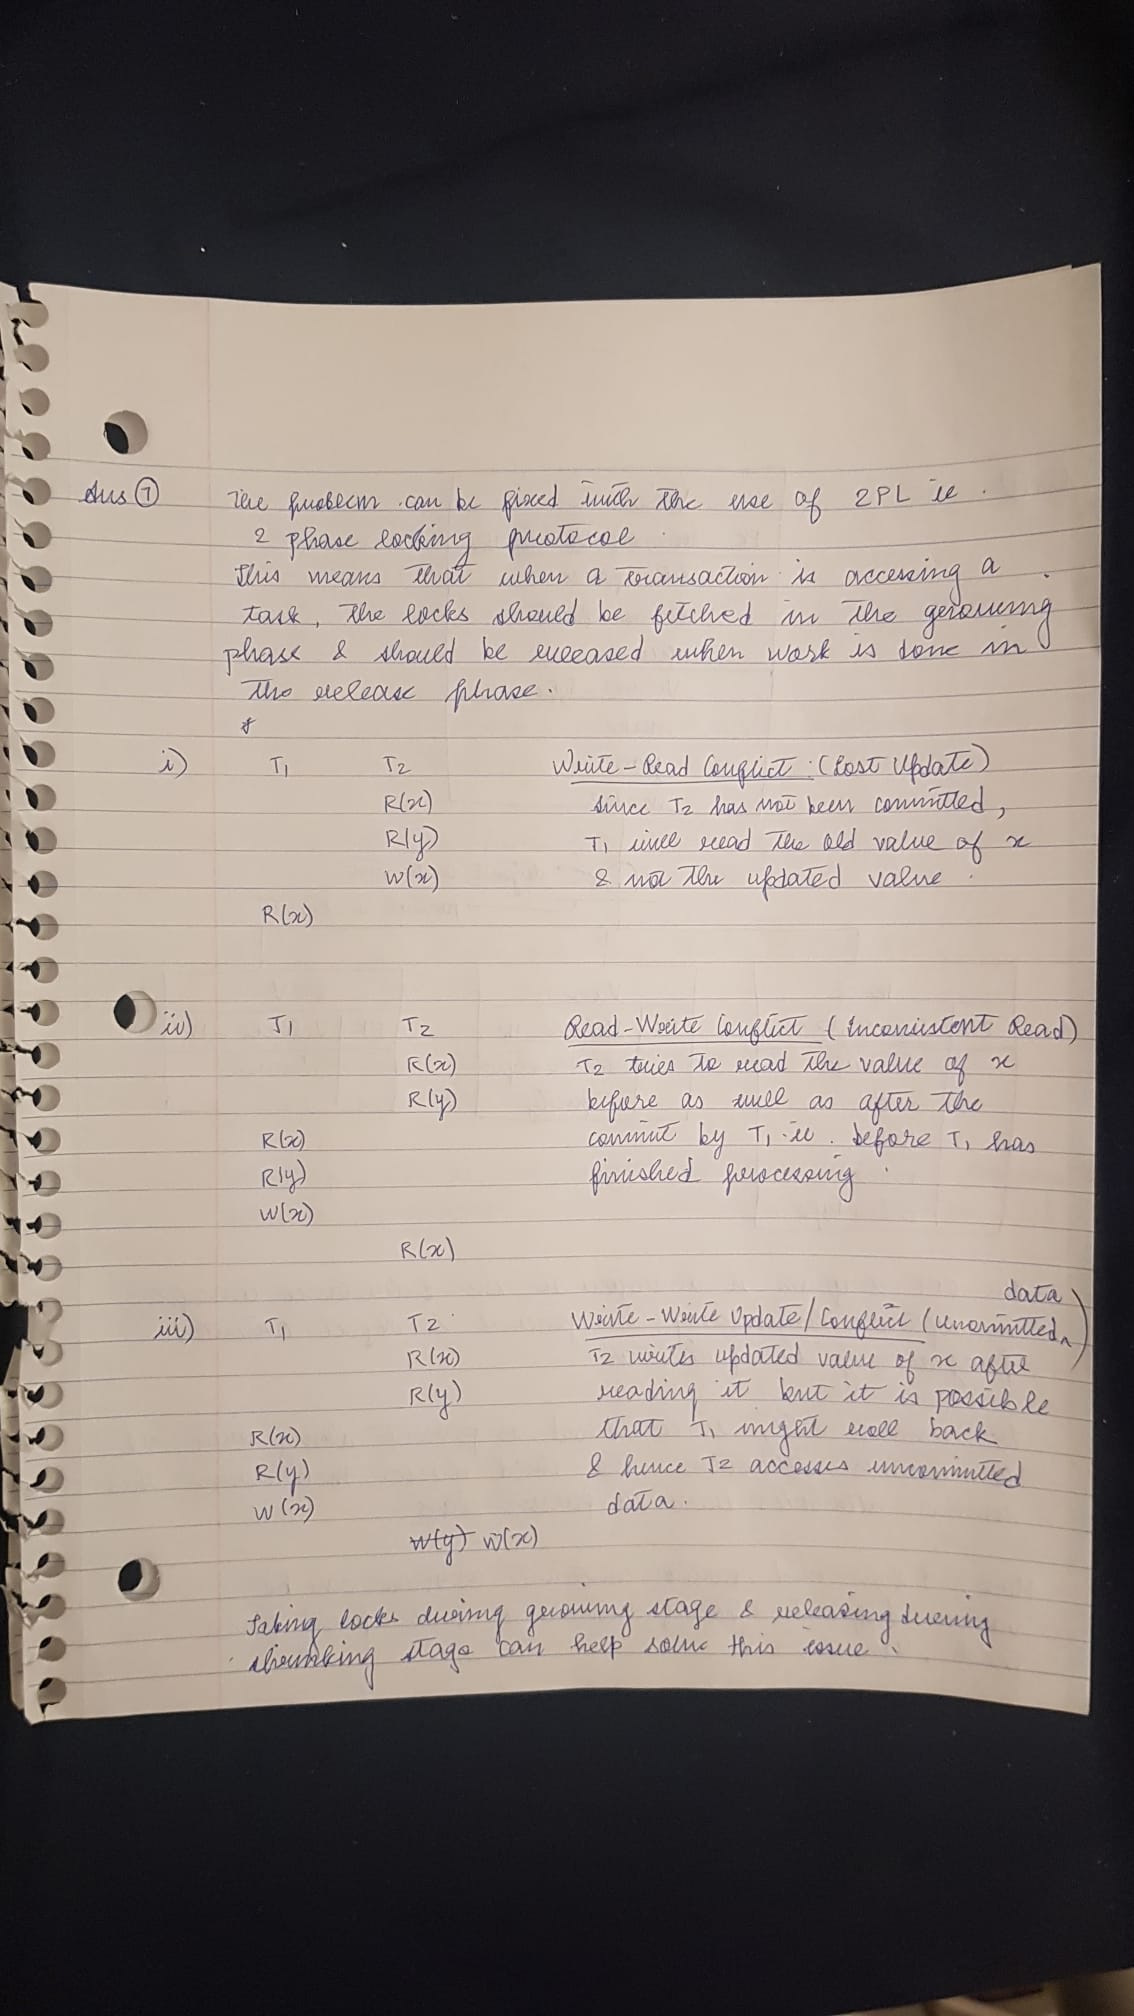 Ans ⑦ The problem can be fixed with the use of 2PL ie.
2 phase locking protocol.
This means that when a transaction is accessing a
task, the locks should be fetched in the growing
phase & should be released when work is done in
the release phase.
i) T1 T2 Write-Read Conflict: (Lost Update)
R(x) since T2 has not been committed,
R(y) T1 will read the old value of x
W(x) & not the updated value.
R(x)
ii) T1 T2 Read-Write Conflict (Inconsistent Read)
R(x) T2 tries to read the value of x
R(y) before as well as after the
R(x) commit by T1 ie. before T1 has
R(y) finished processing.
W(x)
R(x)
data
iii) T1 T2 Write-Write Update/Conflict (Uncommitted )
R(x) T2 writes updated value of x after
R(y) reading it but it is possible
R(x) that T1 might roll back
R(y) & hence T2 accesses uncommitted
W(x) data.
W(y) W(x)
Taking locks during growing stage & releasing during
shrinking stage can help solve this issue.